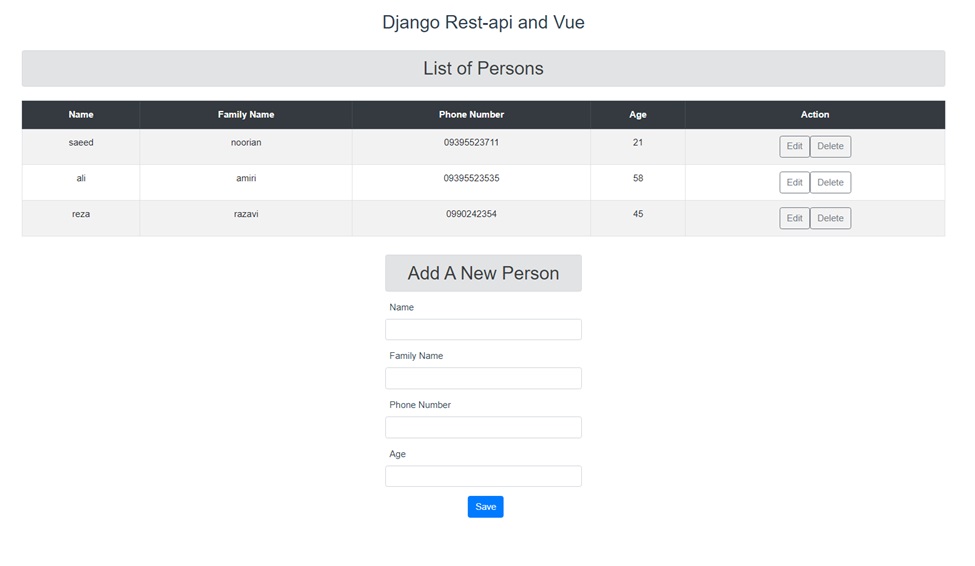 Django Rest-api and Vue
List of Persons
Name Family Name Phone Number Age Action
saeed noorian 09395523711 21 Edit Delete
ali amiri 09395523535 58 Edit Delete
reza razavi 0990242354 45 Edit Delete
Add A New Person
Name
Family Name
Phone Number
Age
Save